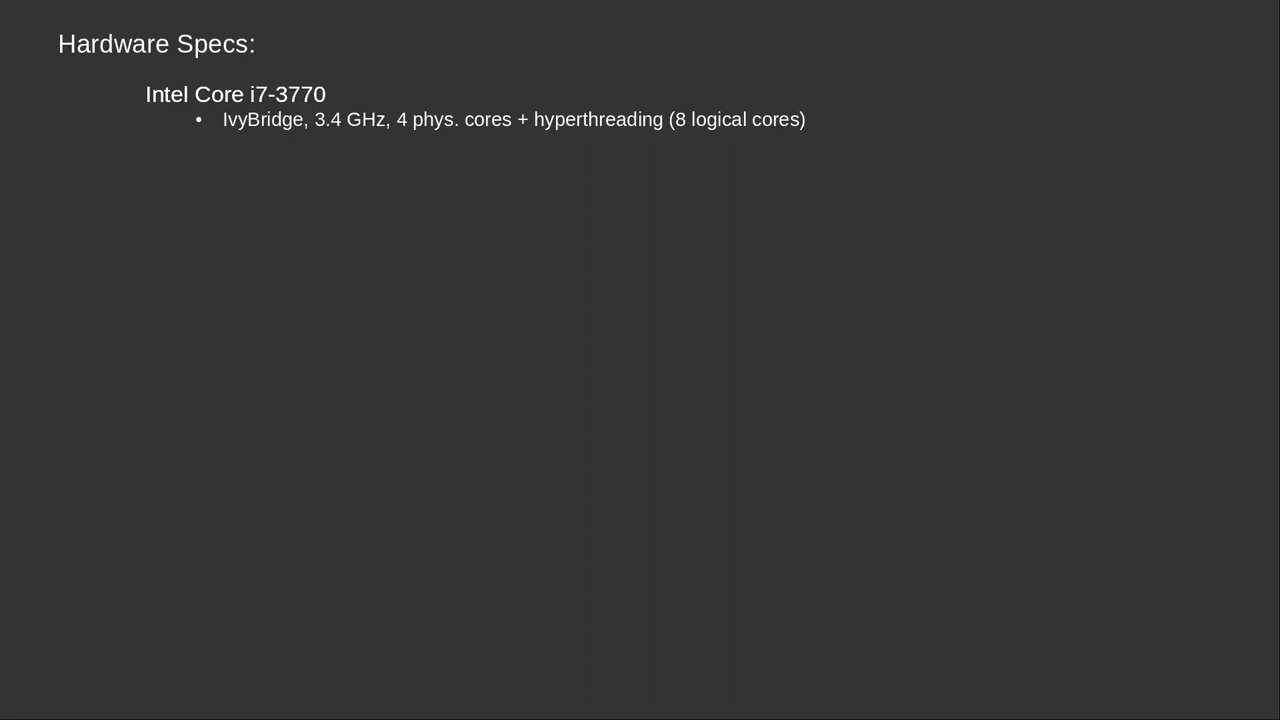 Hardware Specs:
Intel Core i7-3770
• IvyBridge, 3.4 GHz, 4 phys. cores + hyperthreading (8 logical cores)